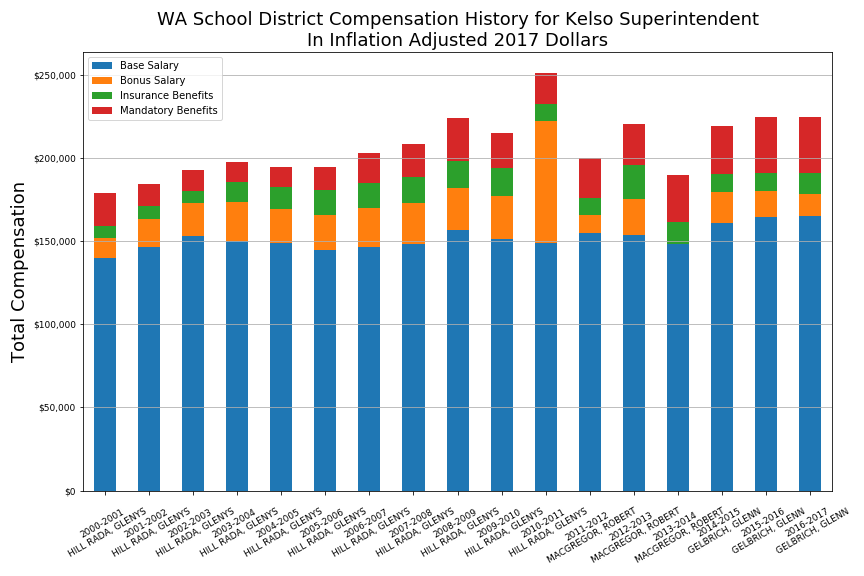 WA School District Compensation History for Kelso Superintendent
In Inflation Adjusted 2017 Dollars
Base Salary
Bonus Salary
Insurance Benefits
Mandatory Benefits
Total Compensation
$250,000
$200,000
$150,000
$100,000
$50,000
$0
2000-2001
HILL RADA, GLENYS
2001-2002
HILL RADA, GLENYS
2002-2003
HILL RADA, GLENYS
2003-2004
HILL RADA, GLENYS
2004-2005
HILL RADA, GLENYS
2005-2006
HILL RADA, GLENYS
2006-2007
HILL RADA, GLENYS
2007-2008
HILL RADA, GLENYS
2008-2009
HILL RADA, GLENYS
2009-2010
HILL RADA, GLENYS
2010-2011
HILL RADA, GLENYS
2011-2012
MACGREGOR, ROBERT
2012-2013
MACGREGOR, ROBERT
2013-2014
MACGREGOR, ROBERT
2014-2015
GELBRICH, GLENN
2015-2016
GELBRICH, GLENN
2016-2017
GELBRICH, GLENN